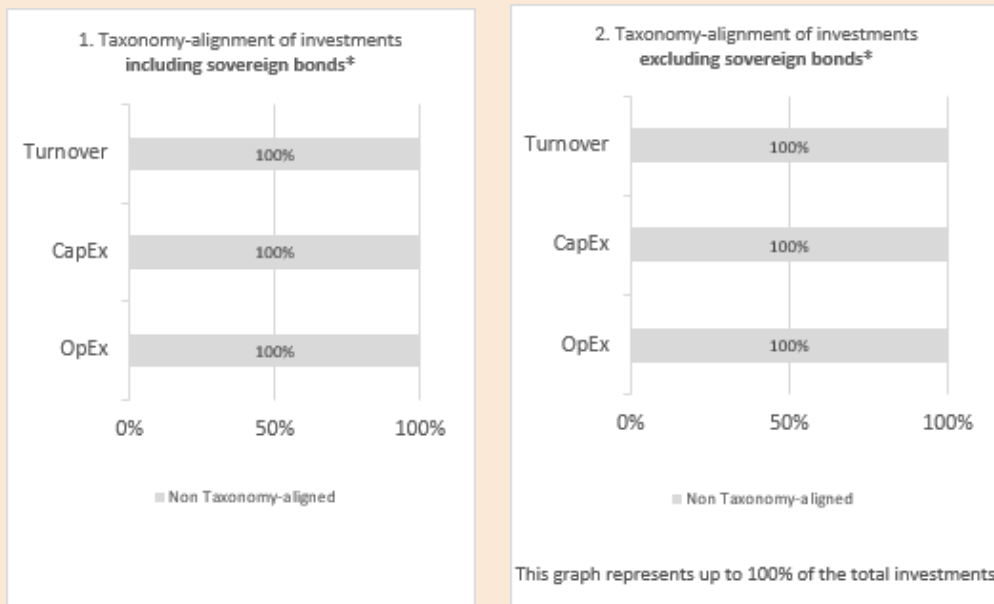 1. Taxonomy-alignment of investments
including sovereign bonds*
Turnover
100%
CapEx
100%
OpEx
100%
0% 50% 100%
Non Taxonomy-aligned
2. Taxonomy-alignment of investments
excluding sovereign bonds*
Turnover
100%
CapEx
100%
OpEx
100%
0% 50% 100%
Non Taxonomy-aligned
This graph represents up to 100% of the total investments